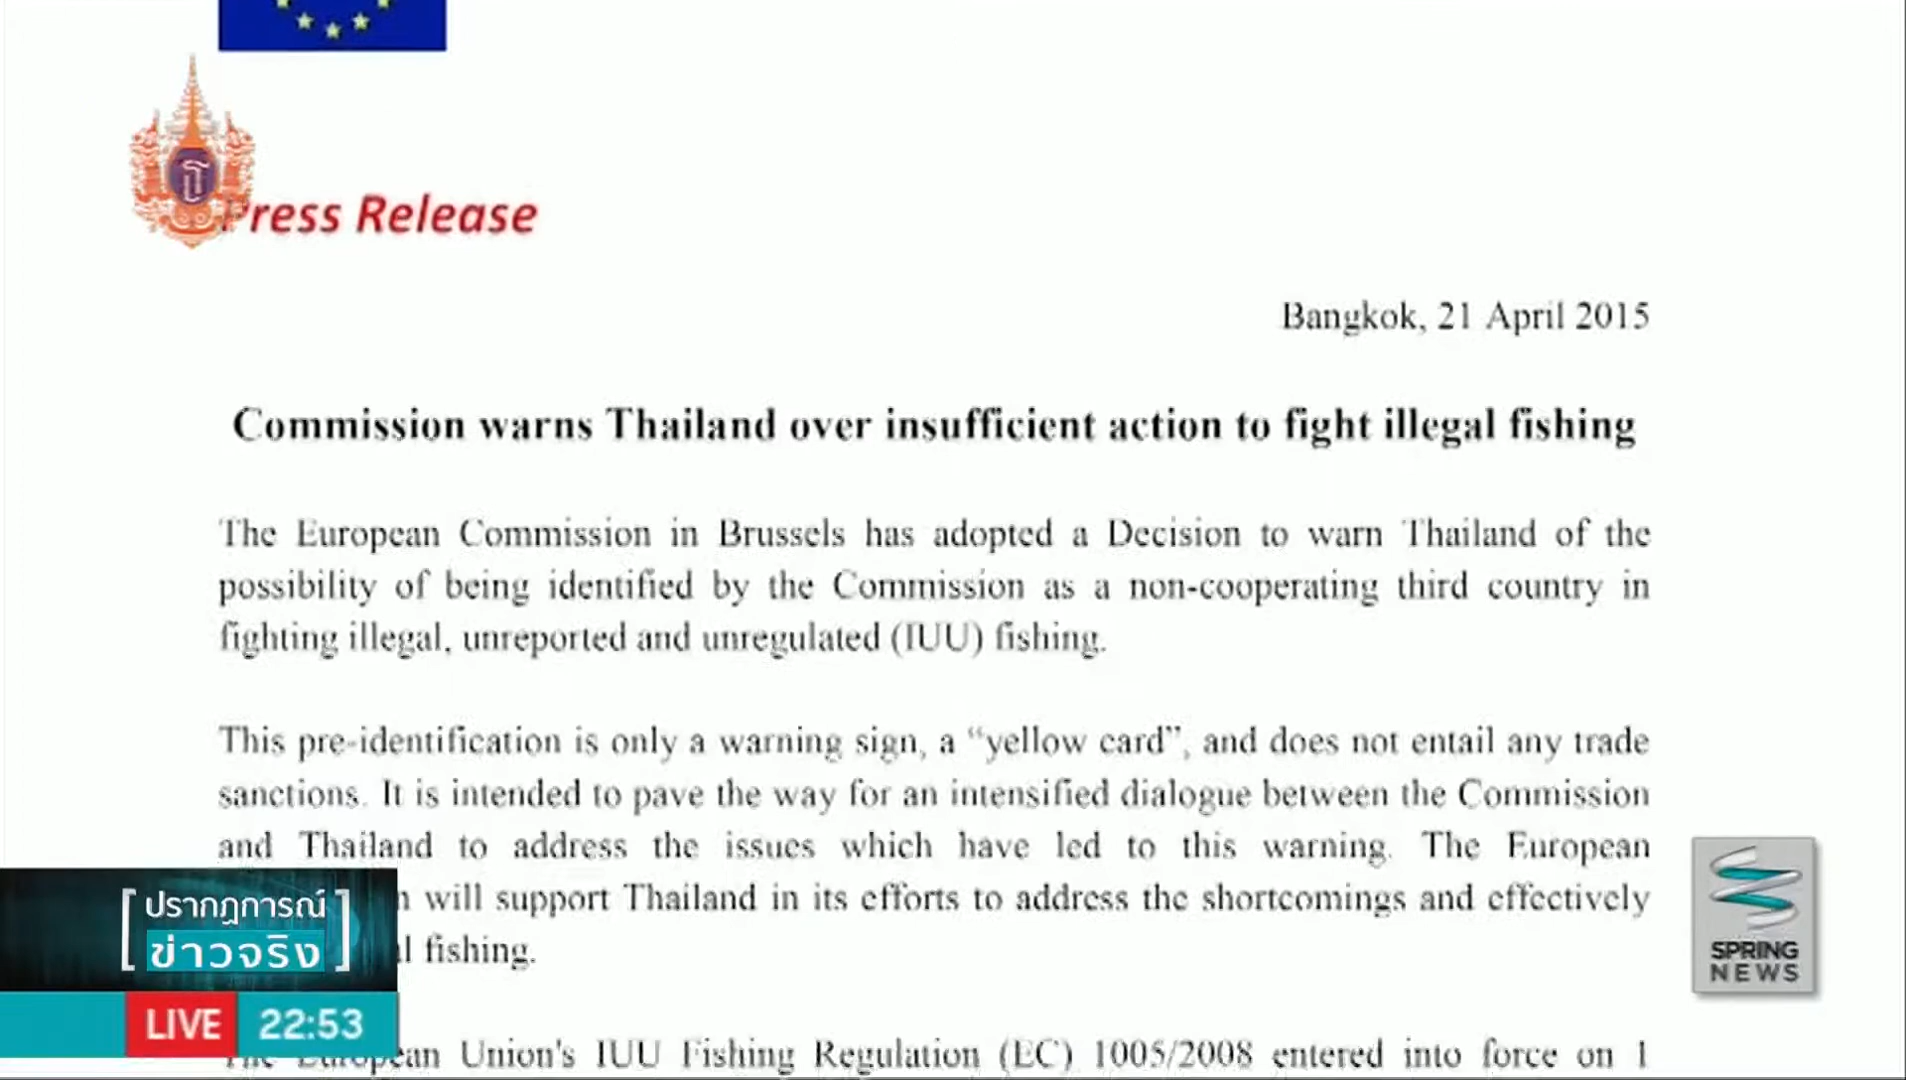 Press Release
Bangkok, 21 April 2015
Commission warns Thailand over insufficient action to fight illegal fishing
The European Commission in Brussels has adopted a Decision to warn Thailand of the
possibility of being identified by the Commission as a non-cooperating third country in
fighting illegal, unreported and unregulated (IUU) fishing.
This pre-identification is only a warning sign, a “yellow card”, and does not entail any trade
sanctions. It is intended to pave the way for an intensified dialogue between the Commission
and Thailand to address the issues which have led to this warning. The European
will support Thailand in its efforts to address the shortcomings and effectively
fishing.
The European Union's IUU Fishing Regulation (EC) 1005/2008 entered into force on 1
[ปรากฏการณ์
ข่าวจริง]
LIVE 22:53
SPRING
NEWS